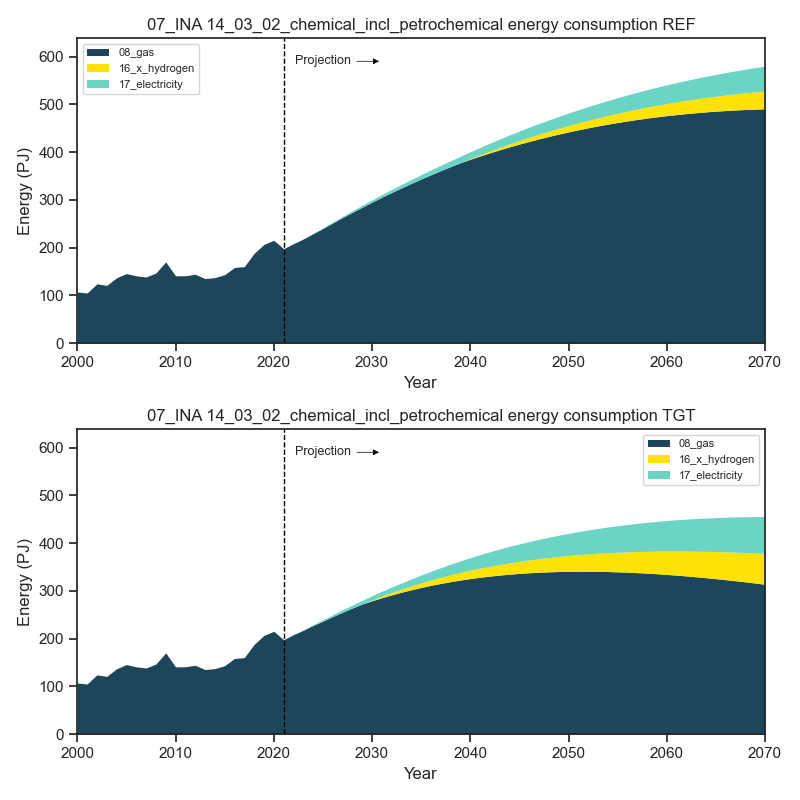 07_INA 14_03_02_chemical_incl_petrochemical energy consumption REF
08_gas
16_x_hydrogen
17_electricity
Projection
600
500
400
300
200
100
0
Energy (PJ)
2000 2010 2020 2030 2040 2050 2060 2070
Year
07_INA 14_03_02_chemical_incl_petrochemical energy consumption TGT
Projection
08_gas
16_x_hydrogen
17_electricity
600
500
400
300
200
100
0
Energy (PJ)
2000 2010 2020 2030 2040 2050 2060 2070
Year